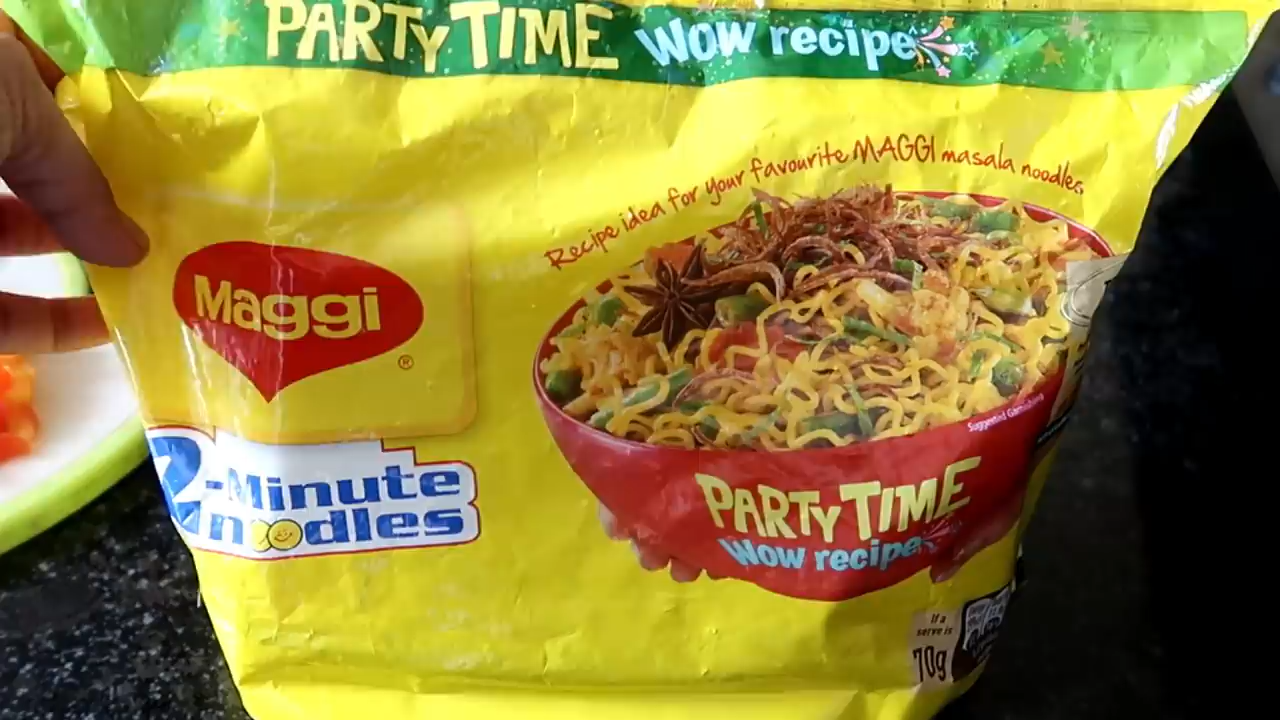 PARTY TIME Wow recipe
Recipe idea for your favourite MAGGI masala noodles
Maggi
®
2-Minute
noodles
Suggested Garnishing
PARTY TIME
Wow recipe
If a
serve is
70g